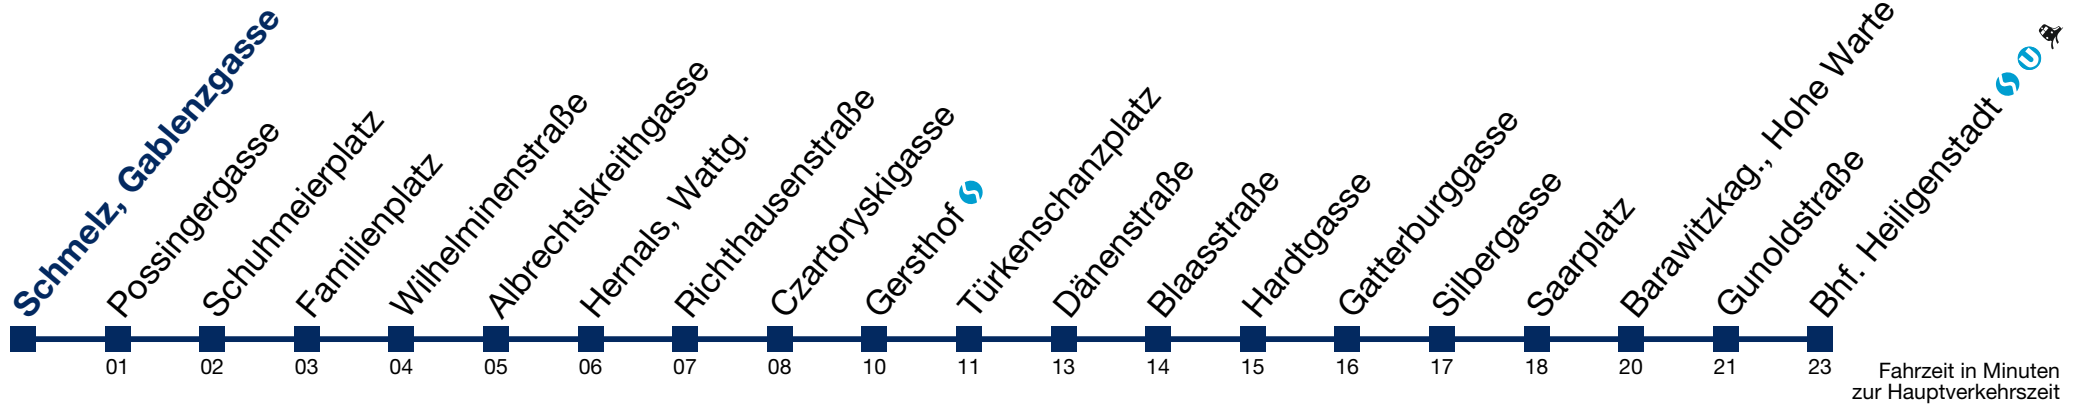 Schmelz, Gablenzgasse
Possingergasse
Schuhmeierplatz
Familienplatz
Wilhelminenstraße
Albrechtskreithgasse
Hernals, Wattg.
Richthausenstraße
Czartoryskigasse
Gersthof
Türkenschanzplatz
Dänenstraße
Blaasstraße
Hardtgasse
Gatterburggasse
Silbergasse
Saarplatz
Barawitzkag., Hohe Warte
Gunoldstraße
Bhf. Heiligenstadt S U
01 02 03 04 05 06 07 08 10 11 13 14 15 16 17 18 20 21 23
Fahrzeit in Minuten
zur Hauptverkehrszeit